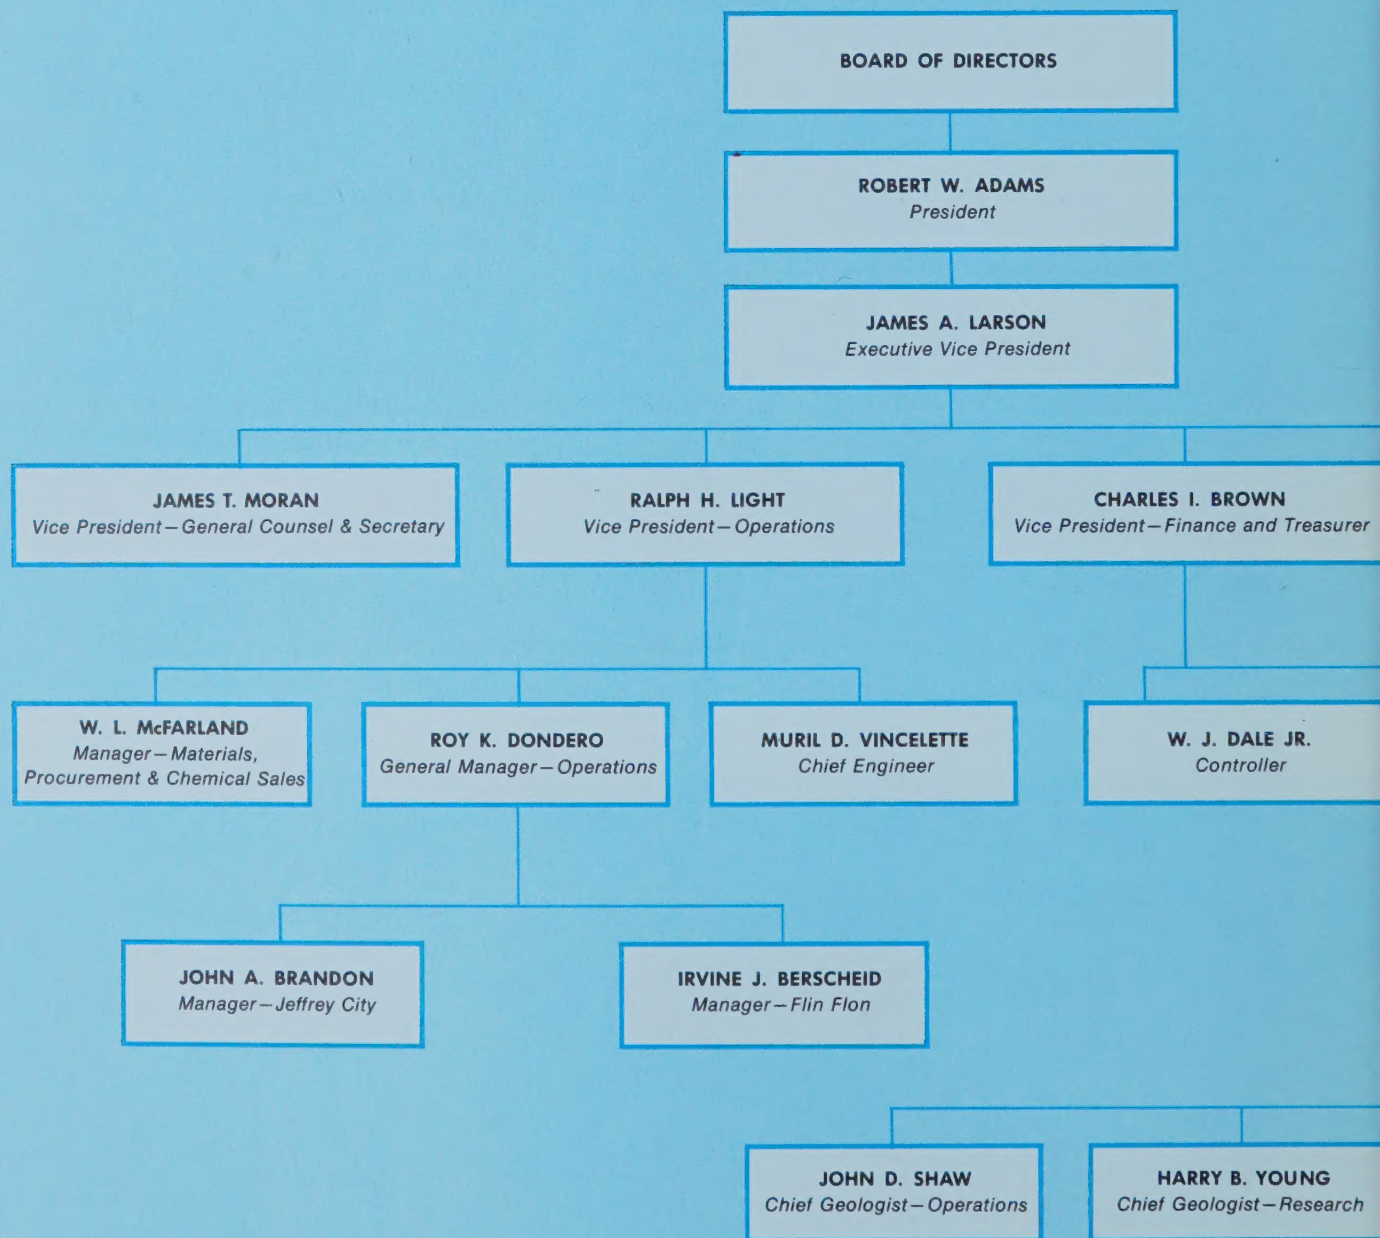 BOARD OF DIRECTORS
ROBERT W. ADAMS
President
JAMES A. LARSON
Executive Vice President
JAMES T. MORAN
Vice President—General Counsel & Secretary
RALPH H. LIGHT
Vice President—Operations
CHARLES I. BROWN
Vice President—Finance and Treasurer
W. L. McFARLAND
Manager—Materials,
Procurement & Chemical Sales
ROY K. DONDERO
General Manager—Operations
MURIL D. VINCELETTE
Chief Engineer
W. J. DALE JR.
Controller
JOHN A. BRANDON
Manager—Jeffrey City
IRVINE J. BERSCHEID
Manager—Flin Flon
JOHN D. SHAW
Chief Geologist—Operations
HARRY B. YOUNG
Chief Geologist—Research